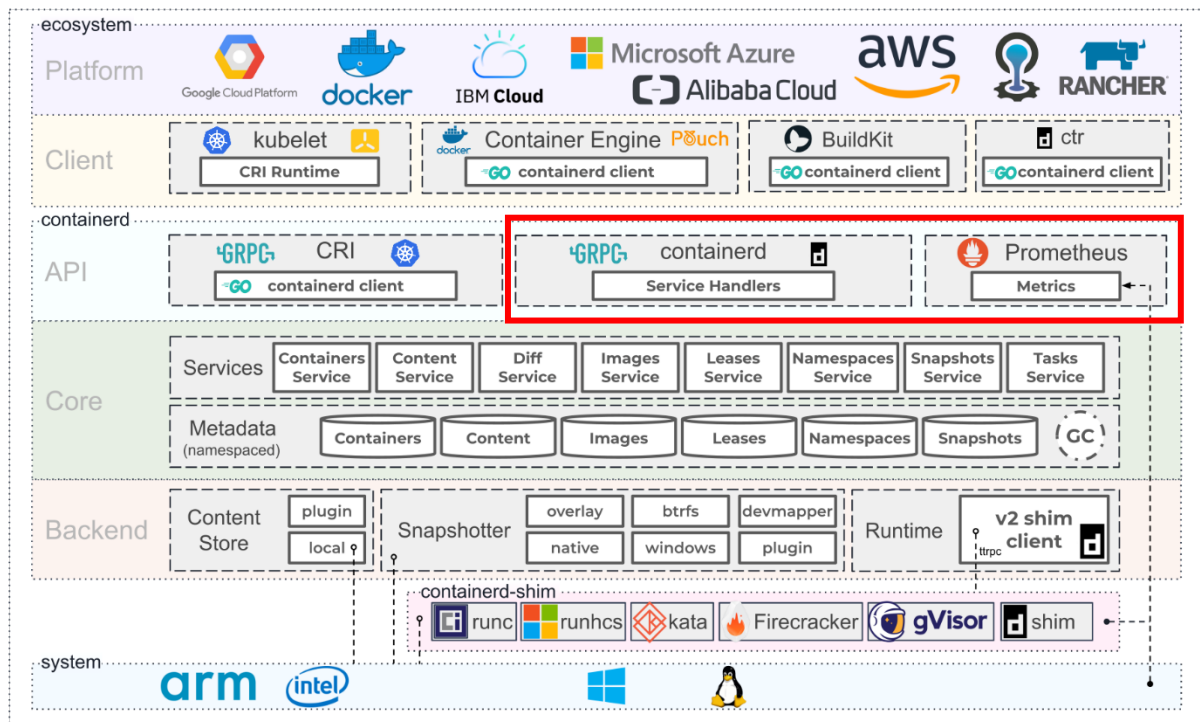 ecosystem
Platform
Google Cloud Platform
docker
IBM Cloud
Microsoft Azure
Alibaba Cloud
aws
RANCHER
Client
kubelet
CRI Runtime
docker
Container Engine
Pouch
GO containerd client
BuildKit
GO containerd client
ctr
GO containerd client
containerd
API
GRPC
CRI
GO containerd client
GRPC
containerd
Service Handlers
Prometheus
Metrics
Core
Services
Containers
Service
Content
Service
Diff
Service
Images
Service
Leases
Service
Namespaces
Service
Snapshots
Service
Tasks
Service
Metadata
(namespaced)
Containers
Content
Images
Leases
Namespaces
Snapshots
GC
Backend
Content
Store
plugin
local
Snapshotter
overlay
btrfs
devmapper
native
windows
plugin
Runtime
v2 shim
client
ttrpc
containerd-shim
runc
runhcs
kata
Firecracker
gVisor
shim
system
arm
intel